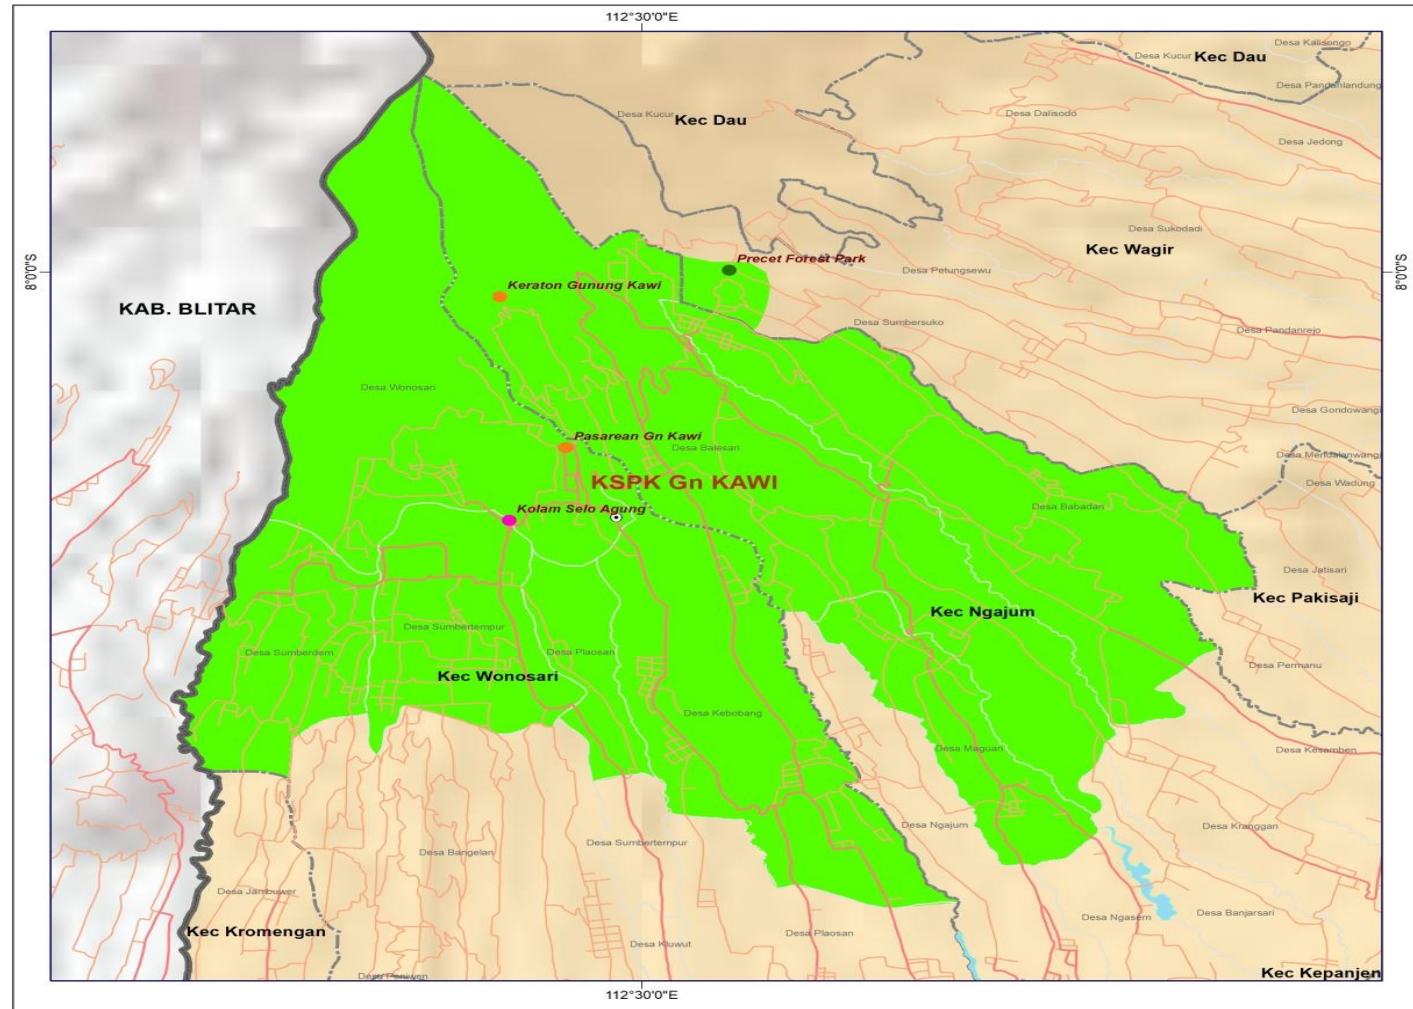 112°30'0"E
Desa Kalisongo
Desa Kucur
Kec Dau
Desa Pandanlandung
Desa Kucur
Kec Dau
Desa Dalisodo
Desa Jedong
Desa Sukodadi
Kec Wagir
Precet Forest Park
Desa Petungsewu
8°0'0"S
8°0'0"S
Keraton Gunung Kawi
KAB. BLITAR
Desa Sumbersuko
Desa Pandanrejo
Desa Wonosari
Desa Gondowangi
Pasarean Gn Kawi
Desa Balesari
Desa Mendalanwangi
KSPK Gn KAWI
Desa Wadung
Kolam Selo Agung
Desa Babadan
Desa Jatisari
Kec Pakisaji
Kec Ngajum
Desa Sumbertempur
Desa Sumberdem
Desa Plaosan
Desa Permanu
Kec Wonosari
Desa Kebobang
Desa Maguan
Desa Kesamben
Desa Ngajum
Desa Kranggan
Desa Sumbertempur
Desa Bangelan
Desa Jambuwer
Desa Ngasem
Desa Banjarsari
Kec Kromengan
Desa Plaosan
Desa Kluwut
Desa Peniwen
Kec Kepanjen
112°30'0"E